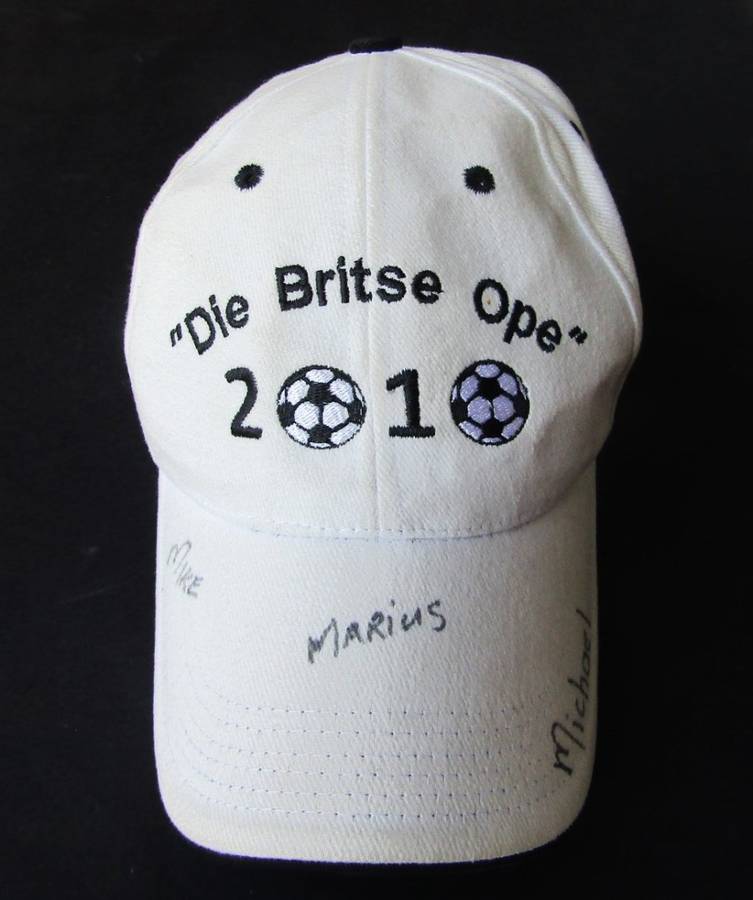 "Die Britse Ope"
2010
Mike
Marius
Michael